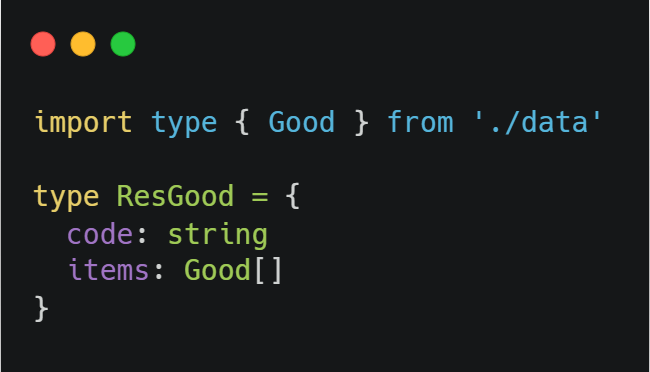 import type { Good } from './data'
type ResGood = {
  code: string
  items: Good[]
}